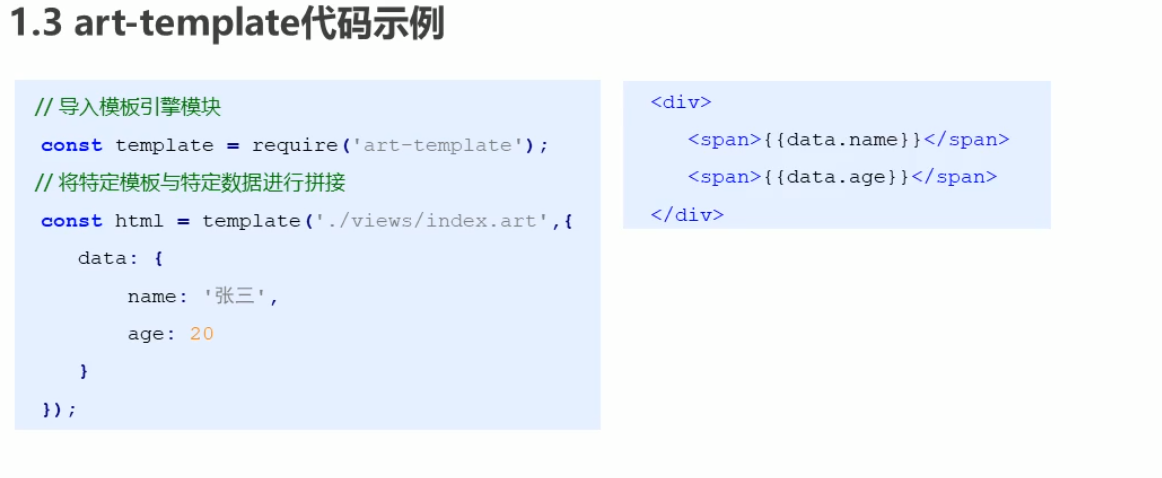 1.3 art-template代码示例
// 导入模板引擎模块
const template = require('art-template');
// 将特定模板与特定数据进行拼接
const html = template('./views/index.art',{
data: {
name: '张三',
age: 20
}
});
<div>
<span>{{data.name}}</span>
<span>{{data.age}}</span>
</div>